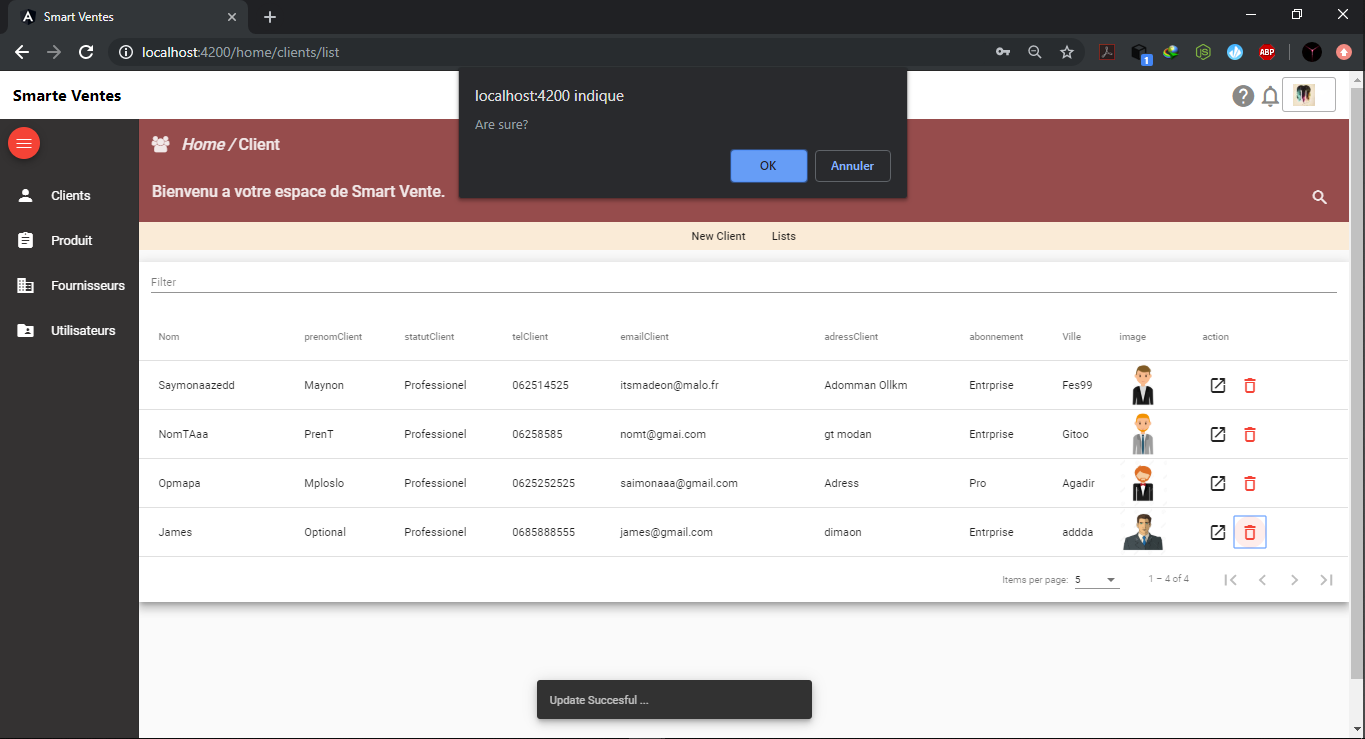 Smart Ventes
localhost:4200/home/clients/list
JS
1
ABP
Y
Smarte Ventes
localhost:4200 indique
Are sure?
OK Annuler
Home / Client
Bienvenu a votre espace de Smart Vente.
Clients
Produit
Fournisseurs
Utilisateurs
New Client Lists
Filter
Nom prenomClient statutClient telClient emailClient adressClient abonnement Ville image action
Saymonaazedd Maynon Professionel 062514525 itsmadeon@malo.fr Adomman Ollkm Entrprise Fes99
NomTAaa PrenT Professionel 06258585 nomt@gmai.com gt modan Entrprise Gitoo
Opmapa Mploslo Professionel 0625252525 saimonaaa@gmail.com Adress Pro Agadir
James Optional Professionel 0685888555 james@gmail.com dimaon Entrprise addda
Items per page: 5 1 – 4 of 4
Update Succesful ...